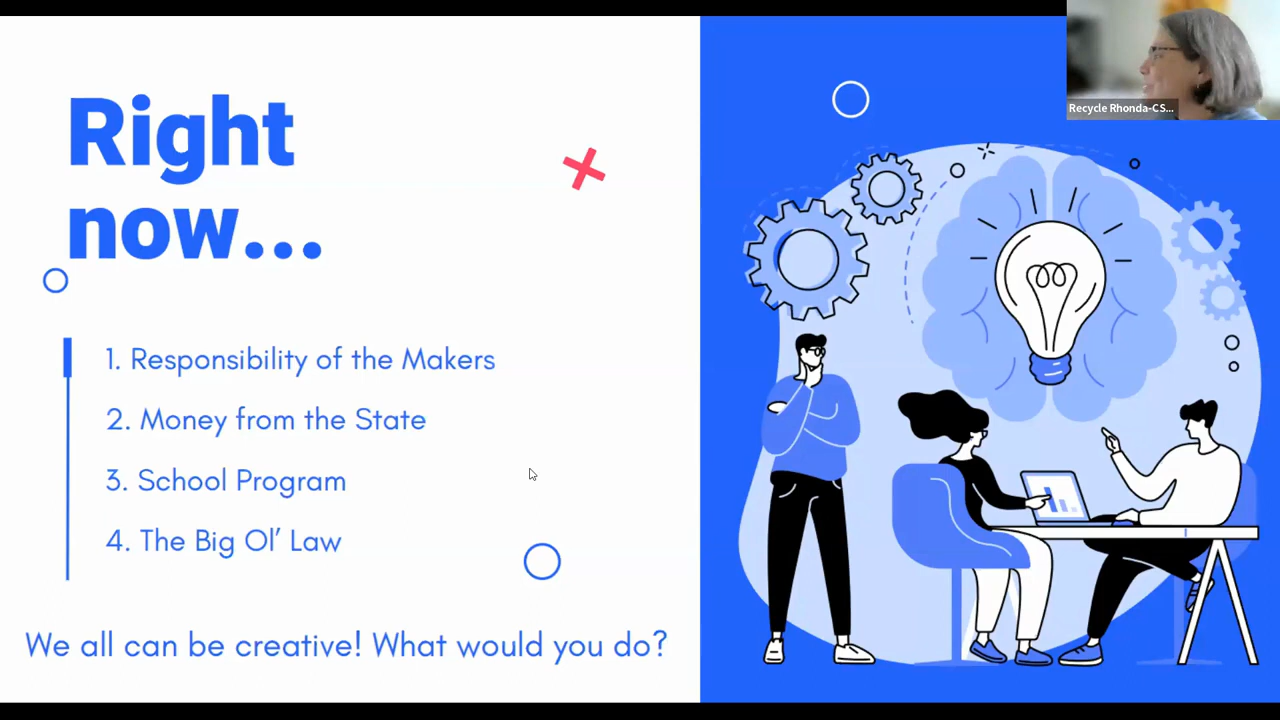 Right
now...
1. Responsibility of the Makers
2. Money from the State
3. School Program
4. The Big Ol’ Law
We all can be creative! What would you do?
Recycle Rhonda-CS...